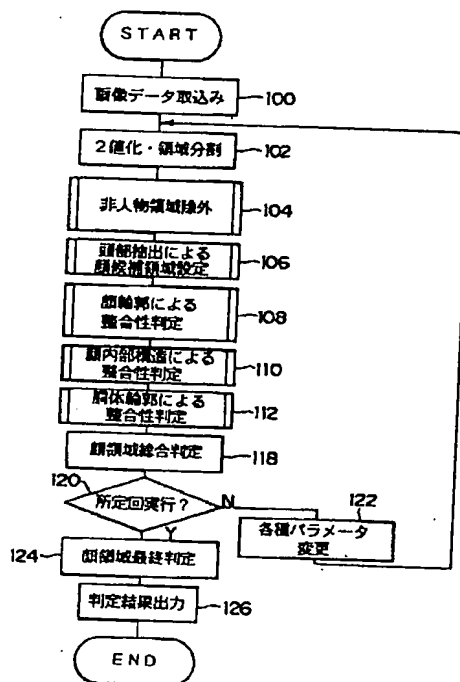 START
画像データ取込み
100
2値化・領域分割
102
非人物領域除外
104
頭部抽出による
顔候補領域設定
106
顔輪郭による
整合性判定
108
顔内部構造による
整合性判定
110
胴体輪郭による
整合性判定
112
顔領域総合判定
118
120
所定回実行?
N
122
各種パラメータ
変更
Y
124
顔領域最終判定
判定結果出力
126
END